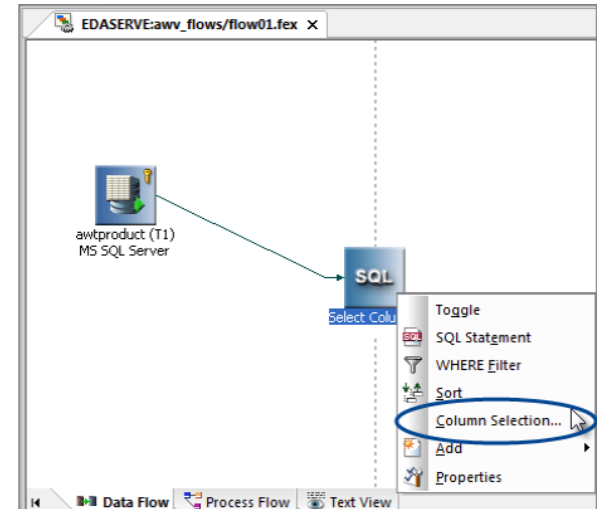 EDASERVE:awv_flows/flow01.fex
awtproduct (T1)
MS SQL Server
SQL
Select Colu
Toggle
SQL Statement
SQL
WHERE Filter
Sort
Column Selection...
Add
Properties
Data Flow
Process Flow
Text View